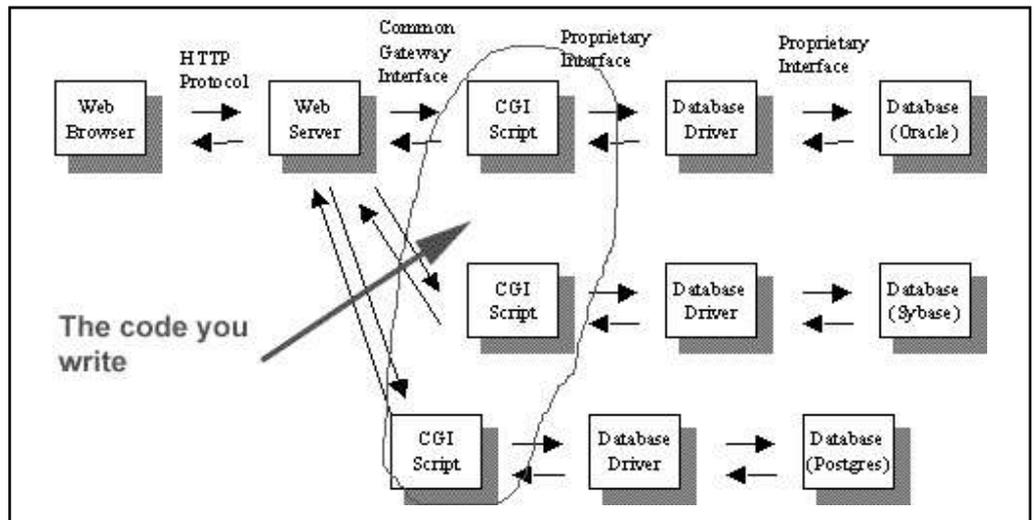 HTTP
Protocol
Common
Gateway
Interface
Proprietary
Interface
Proprietary
Interface
Web
Browser
Web
Server
CGI
Script
Database
Driver
Database
(Oracle)
CGI
Script
Database
Driver
Database
(Sybase)
The code you
write
CGI
Script
Database
Driver
Database
(Postgres)